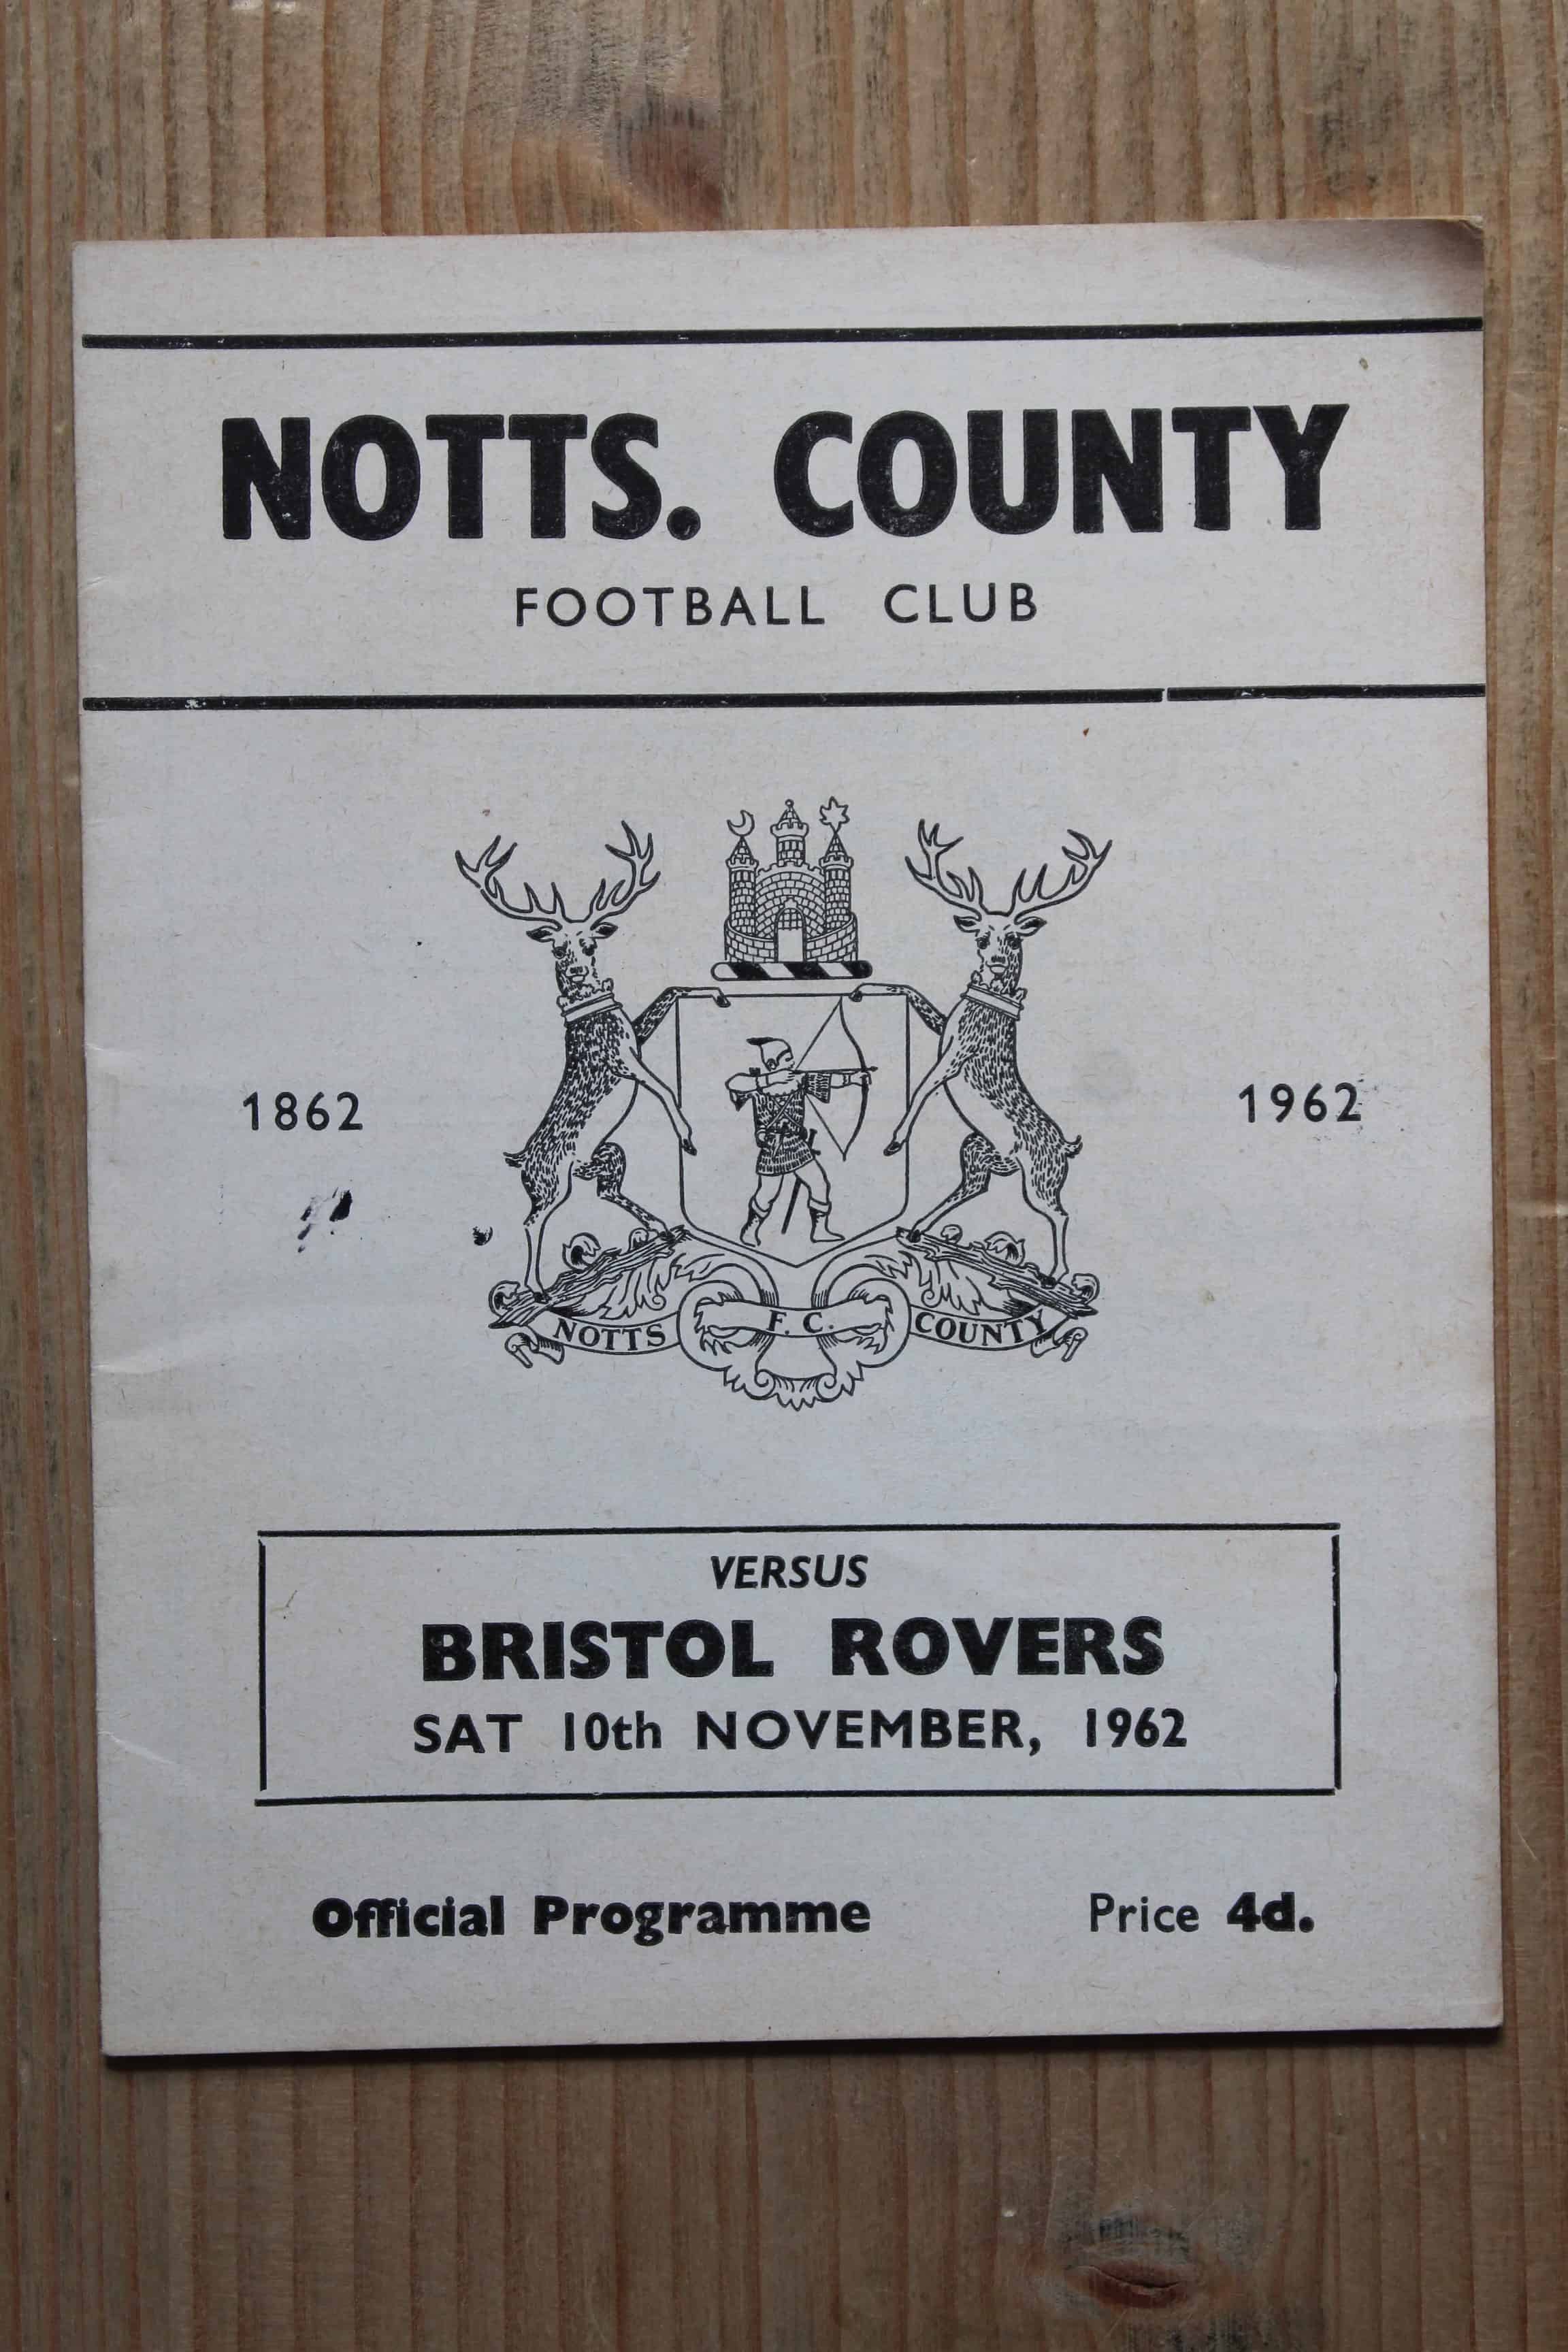 NOTTS. COUNTY
FOOTBALL CLUB
1862
1962
NOTTS F. C. COUNTY
VERSUS
BRISTOL ROVERS
SAT 10th NOVEMBER, 1962
Official Programme Price 4d.